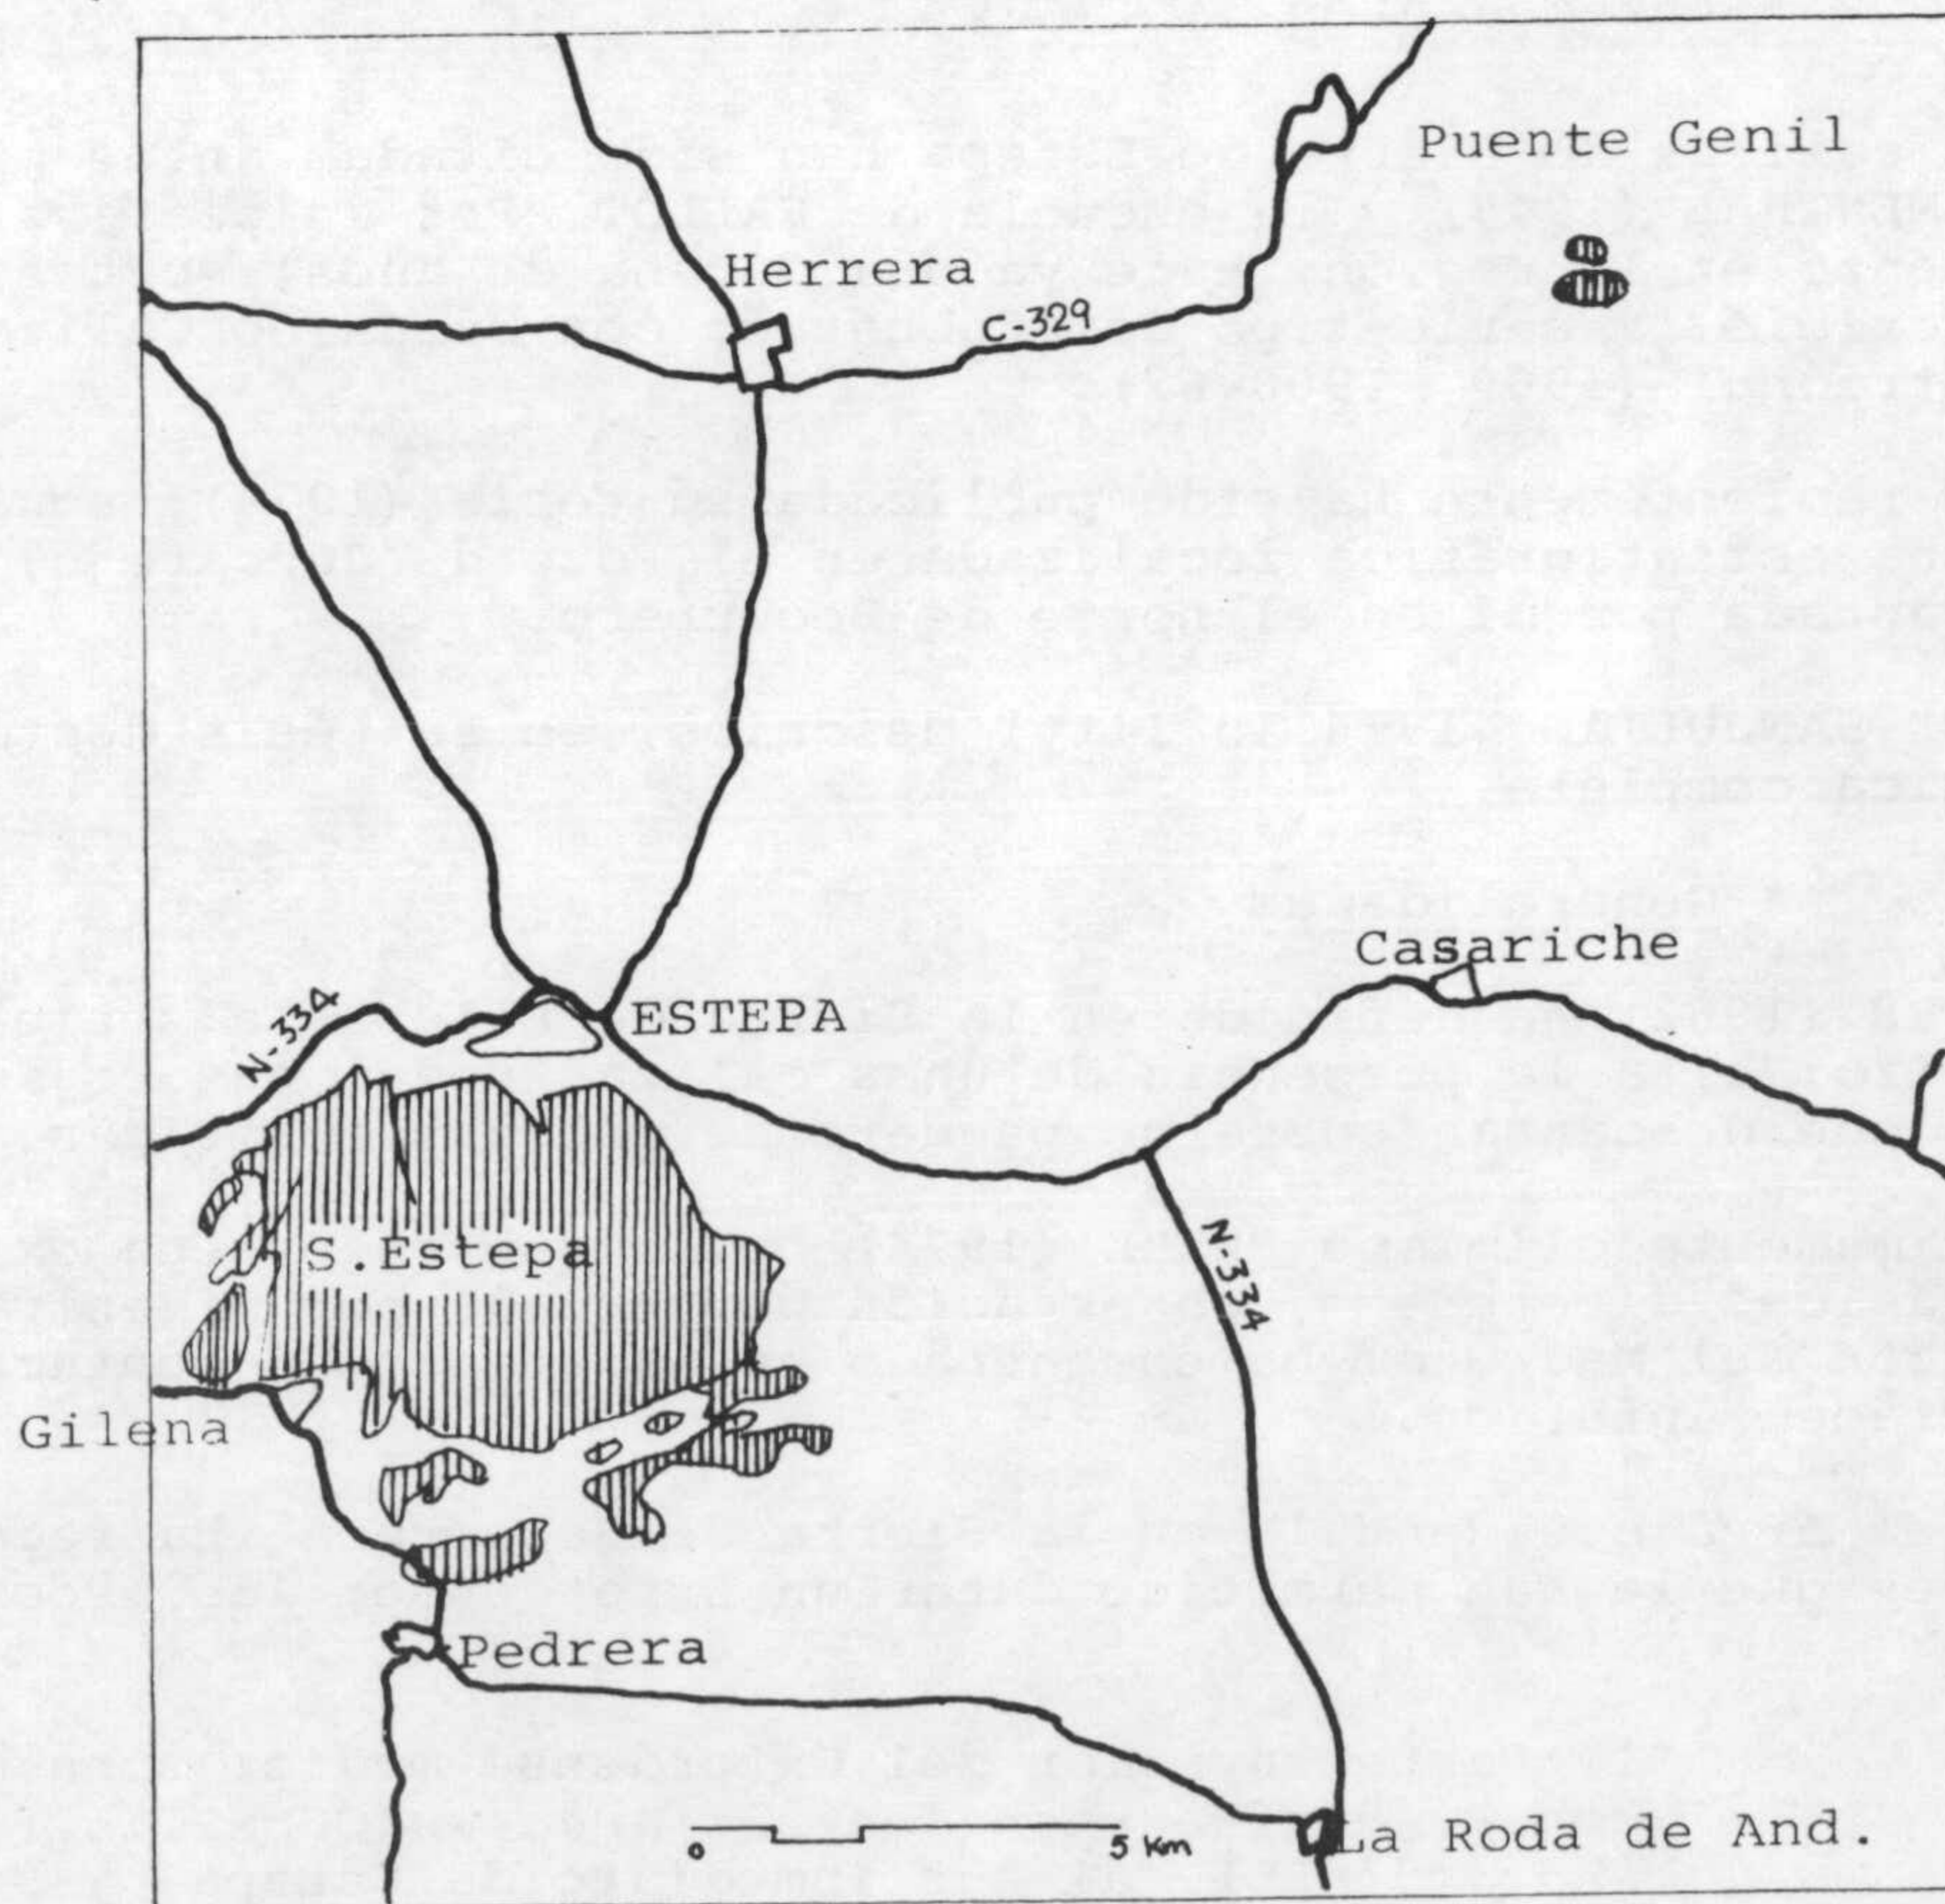 Puente Genil
Herrera
C-329
Casariche
N-334
ESTEPA
S.Estepa
N-334
Gilena
Pedrera
0 5 Km
La Roda de And.